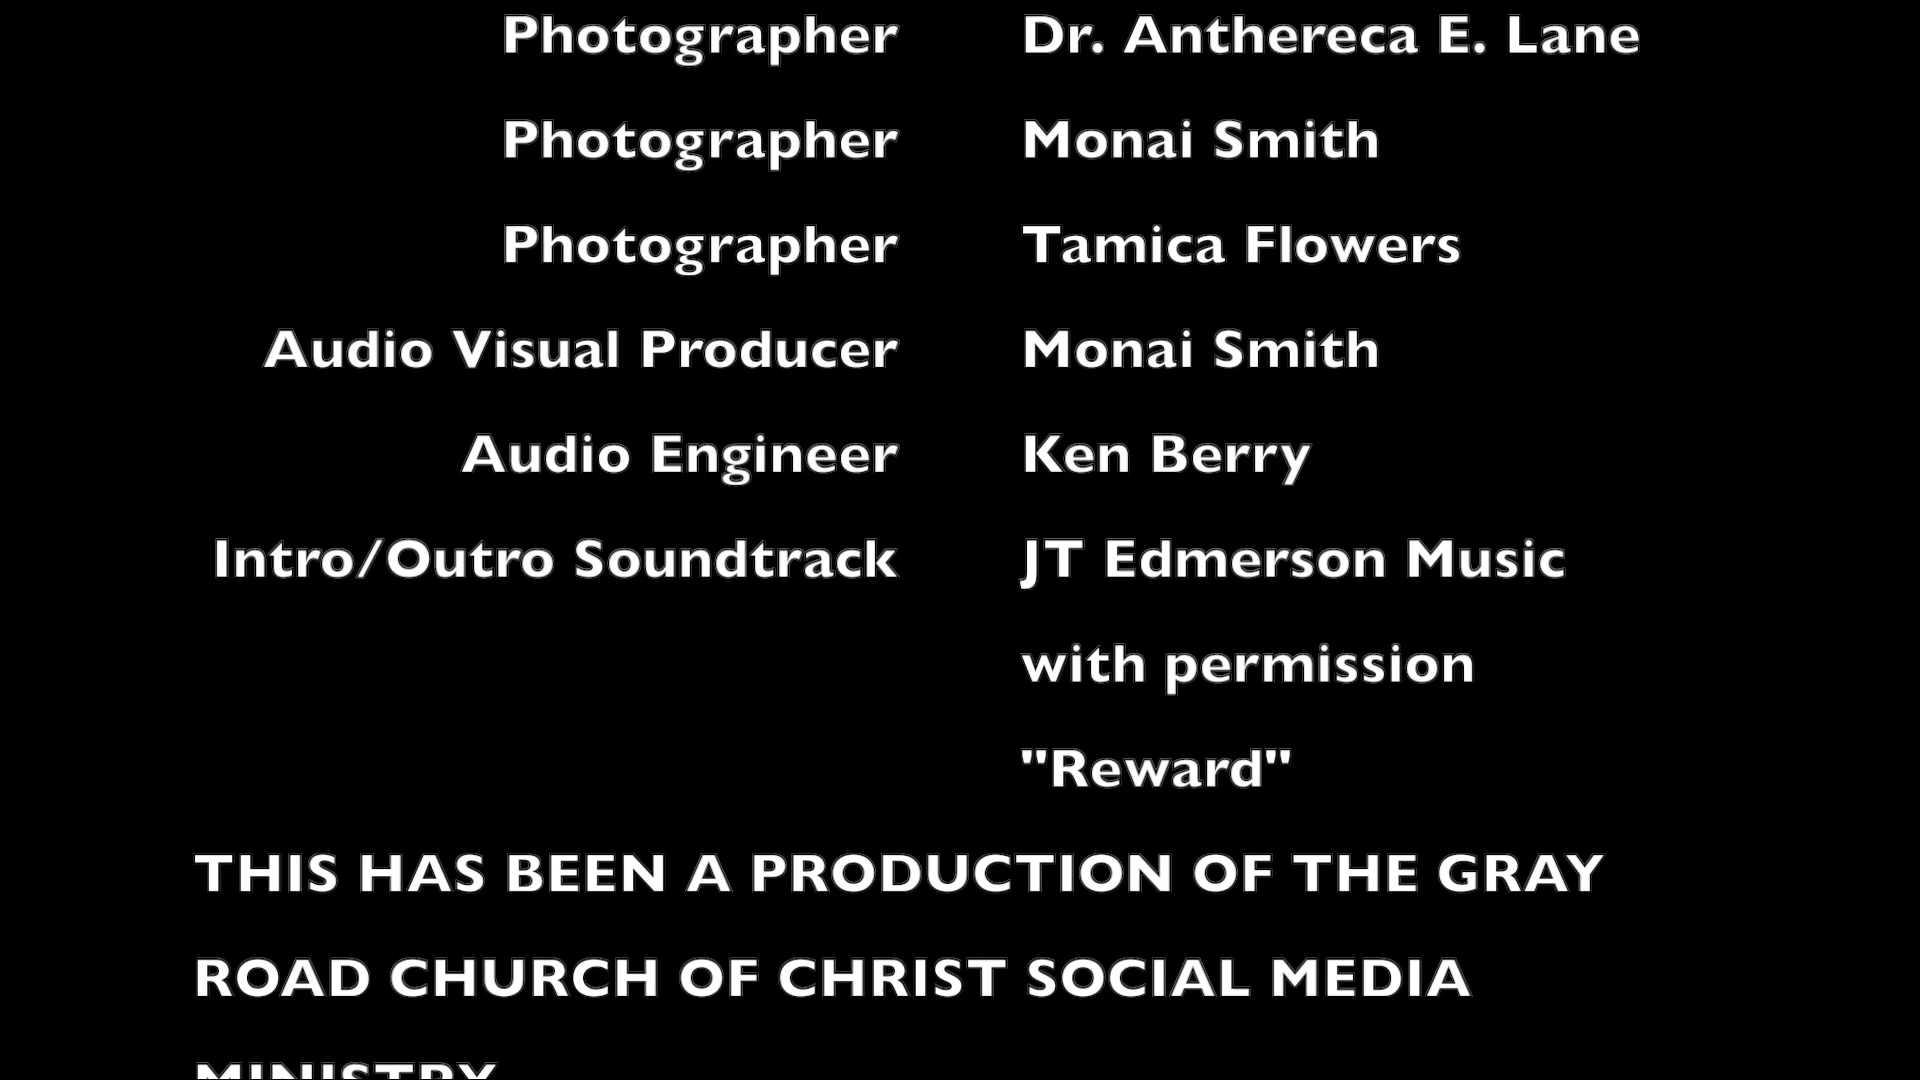 Photographer Dr. Anthereca E. Lane
Photographer Monai Smith
Photographer Tamica Flowers
Audio Visual Producer Monai Smith
Audio Engineer Ken Berry
Intro/Outro Soundtrack JT Edmerson Music
with permission
"Reward"
THIS HAS BEEN A PRODUCTION OF THE GRAY
ROAD CHURCH OF CHRIST SOCIAL MEDIA
MINISTRY